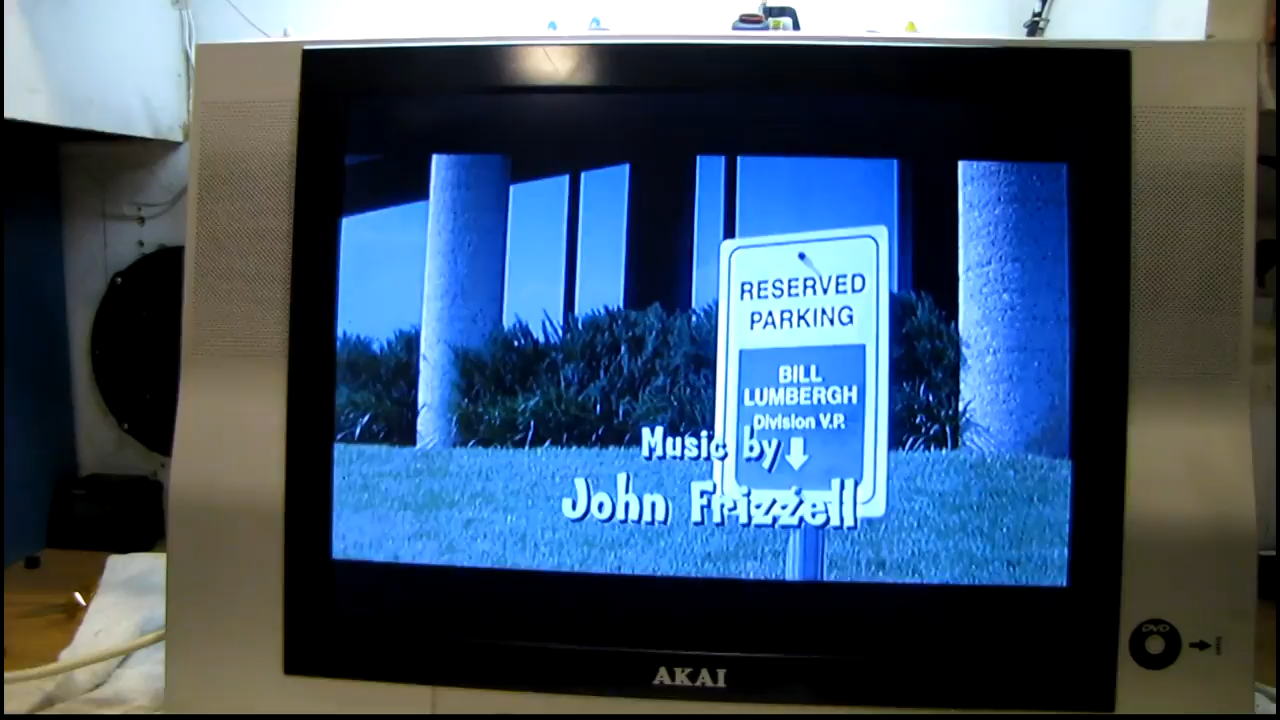 RESERVED
PARKING
BILL
LUMBERGH
Division V.P.
Music by
John Frizzell
AKAI
DVD